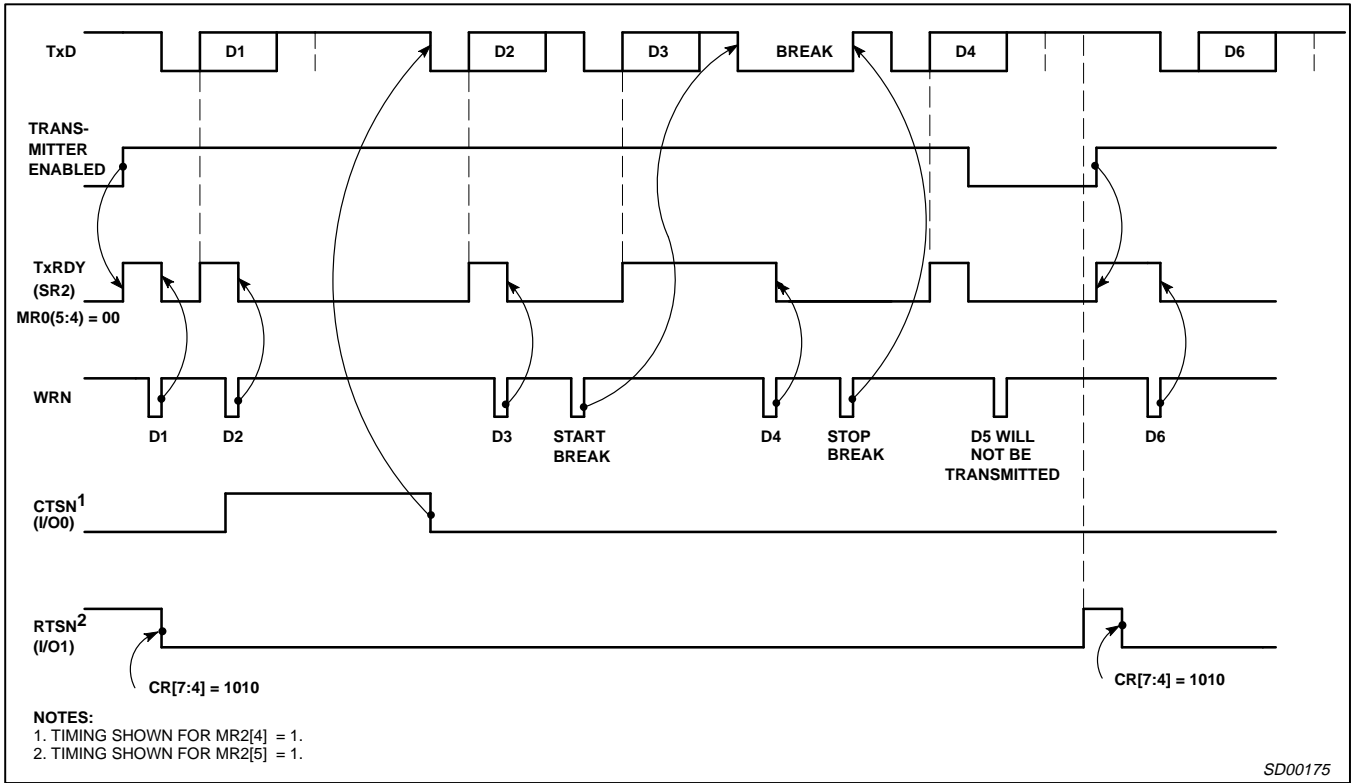 TxD
D1
D2
D3
BREAK
D4
D6
TRANS-
MITTER
ENABLED
TxRDY
(SR2)
MR0(5:4) = 00
WRN
D1
D2
D3
START
BREAK
D4
STOP
BREAK
D5 WILL
NOT BE
TRANSMITTED
D6
CTSN1
(I/O0)
RTSN2
(I/O1)
CR[7:4] = 1010
CR[7:4] = 1010
NOTES:
1. TIMING SHOWN FOR MR2[4] = 1.
2. TIMING SHOWN FOR MR2[5] = 1.
SD00175